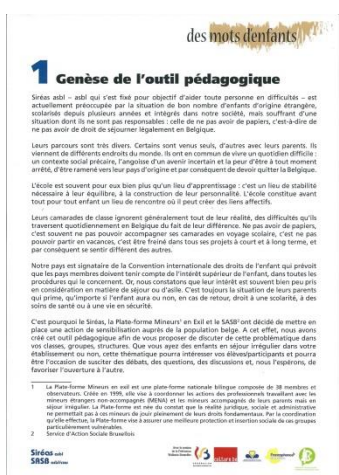 des mots d'enfants
1 Genèse de l'outil pédagogique
Siréas asbl – asbl qui s'est fixé pour objectif d'aider toute personne en difficultés – est
actuellement préoccupée par la situation de bon nombre d'enfants d'origine étrangère,
scolarisés depuis plusieurs années et intégrés dans notre société, mais souffrant d'une
situation dont ils ne sont pas responsables : celle de ne pas avoir de papiers, c'est-à-dire de
ne pas avoir de droit de séjourner légalement en Belgique.
Leurs parcours sont très divers. Certains sont venus seuls, d'autres avec leurs parents. Ils
viennent de différents endroits du monde. Ils ont en commun de vivre un quotidien difficile :
un contexte social précaire, l'angoisse d'un avenir incertain et la peur d'être à tout moment
arrêté, d'être ramené vers leur pays d'origine et par conséquent de devoir quitter la Belgique.
L'école est souvent pour eux bien plus qu'un lieu d'apprentissage : c'est un lieu de stabilité
nécessaire à leur équilibre, à la construction de leur personnalité. L'école constitue avant
tout pour tout enfant un lieu de rencontre où il peut créer des liens affectifs.
Leurs camarades de classe ignorent généralement tout de leur réalité, des difficultés qu'ils
traversent quotidiennement en Belgique du fait de leur différence. Ne pas avoir de papiers,
c'est souvent ne pas pouvoir accompagner ses camarades en voyage scolaire, c'est ne pas
pouvoir partir en vacances, c'est être freiné dans tous ses projets à court et à long terme, et
par conséquent se sentir différent des autres.
Notre pays est signataire de la Convention internationale des droits de l'enfant qui prévoit
que les pays membres doivent tenir compte de l'intérêt supérieur de l'enfant, dans toutes les
procédures qui le concernent. Or, nous constatons que leur intérêt est souvent bien peu pris
en considération en matière de séjour ou d'asile. C'est toujours la situation de leurs parents
qui prime, qu'importe si l'enfant aura ou non, en cas de retour, droit à une scolarité, à des
soins de santé ou à une vie en sécurité.
C'est pourquoi le Siréas, la Plate-forme Mineurs¹ en Exil et le SASB² ont décidé de mettre en
place une action de sensibilisation auprès de la population belge. A cet effet, nous avons
créé cet outil pédagogique afin de vous proposer de discuter de cette problématique dans
vos classes, groupes, structures. Que vous ayez des enfants en séjour irrégulier dans votre
établissement ou non, cette thématique pourra intéresser vos élèves/participants et pourra
être l'occasion de susciter des débats, des questions, des discussions et, nous l'espérons, de
favoriser l'ouverture à l'autre.
1 La Plate-forme Mineurs en exil est une plate-forme nationale bilingue composée de 38 membres et
observateurs. Créée en 1999, elle vise à coordonner les actions des professionnels travaillant avec les
mineurs étrangers non-accompagnés (MENA) et les mineurs accompagnés de leurs parents mais en
séjour irrégulier. La Plate-forme est née du constat que la réalité juridique, sociale et administrative
ne permettait pas à ces mineurs de jouir pleinement de leurs droits fondamentaux. Par la coordination
qu'elle effectue, la Plate-forme vise à assurer une meilleure protection et insertion sociale de ces groupes
particulièrement vulnérables.
2 Service d'Action Sociale Bruxellois
Siréas asbl
SASB asbl/vzw